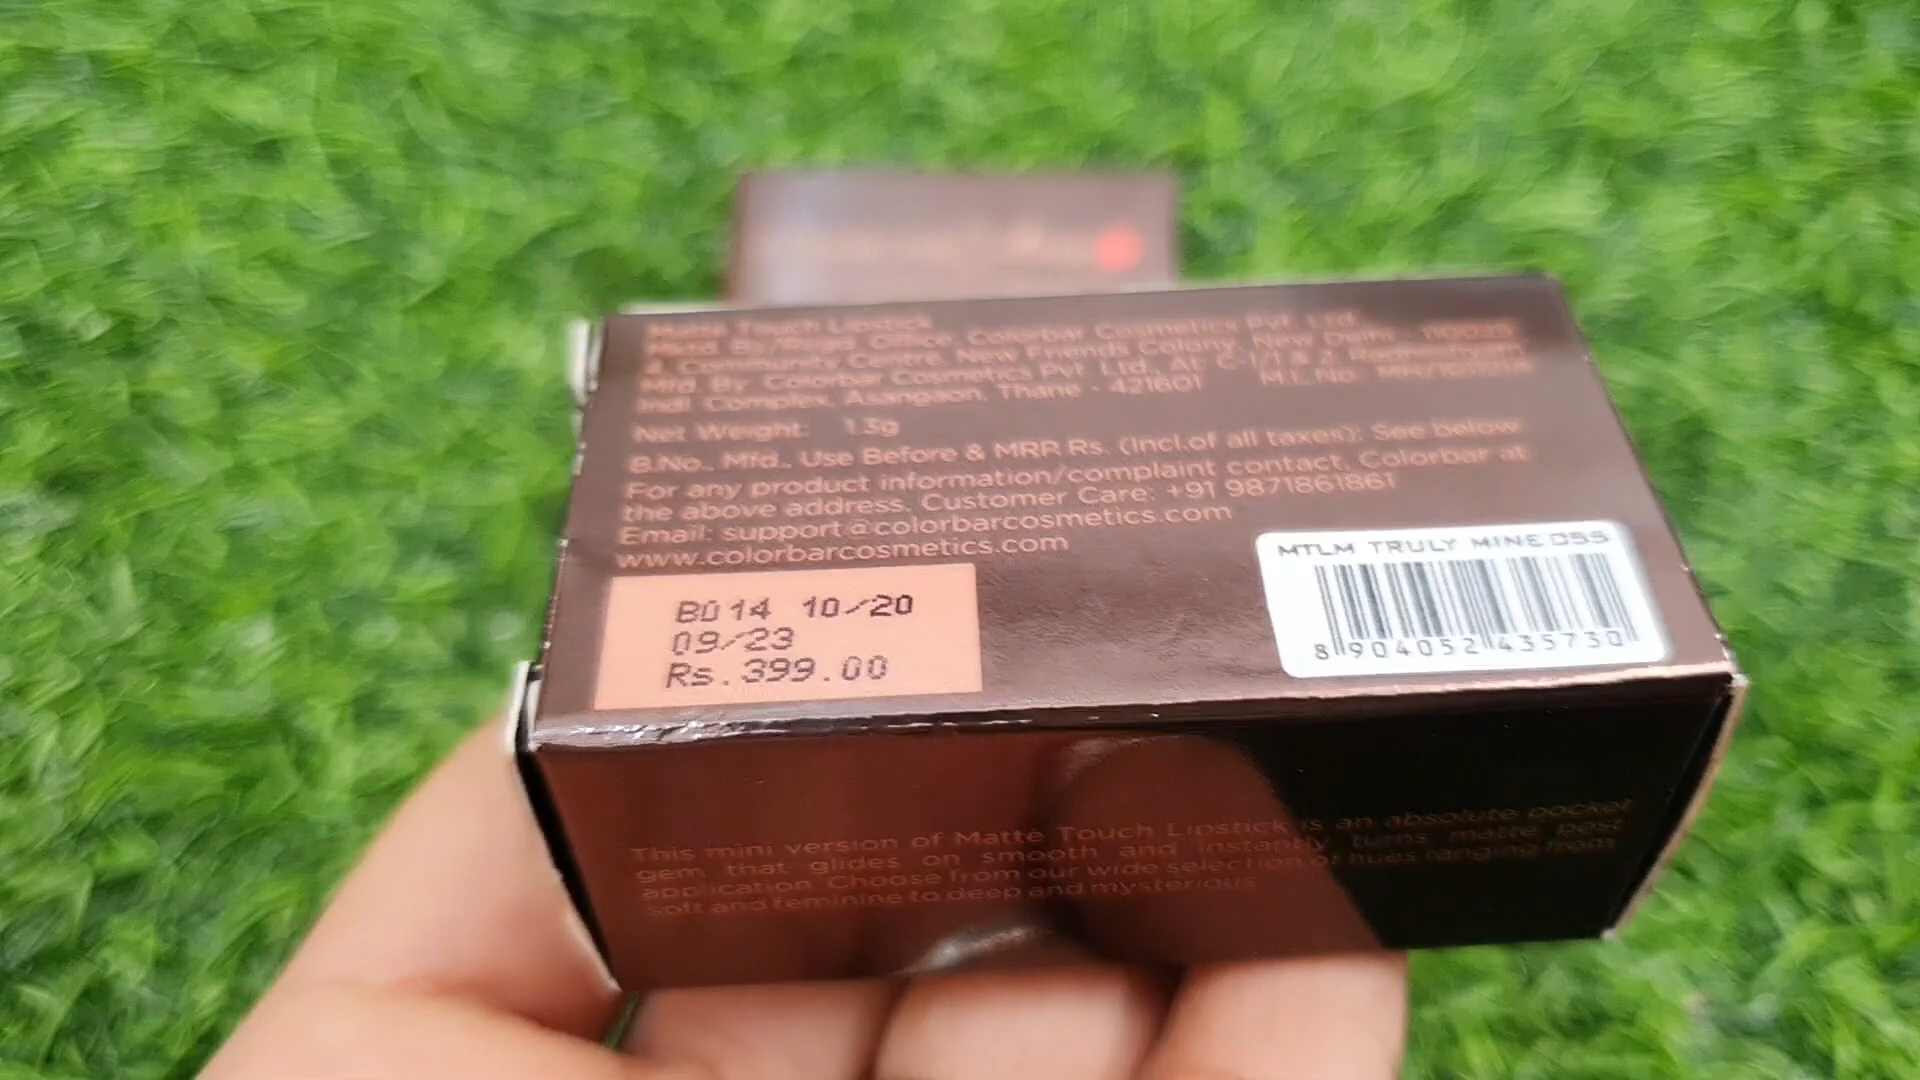 Matte Touch Lipstick
Mktd. By/Regd. Office, Colorbar Cosmetics Pvt. Ltd.,
4, Community Centre, New Friends Colony, New Delhi - 110025
Mfd. By Colorbar Cosmetics Pvt. Ltd., At: C-1/1 & 2, Radheshyam
Indl Complex, Asangaon, Thane - 421601 M.L.No.:
Net Weight: 1.3g
B.No., Mfd., Use Before & MRP. Rs. (Incl.of all taxes): See below
For any product information/complaint contact, Colorbar at
the above address, Customer Care: +91 9871861861
Email: support@colorbarcosmetics.com
www.colorbarcosmetics.com
MTLM TRULY MINE 055
B014 10/20
09/23
Rs.399.00
8 904052 435730
This mini version of Matte Touch Lipstick is an absolute pocket
gem that glides on smooth and instantly turns matte post
application. Choose from our wide selection of hues ranging from
soft and feminine to deep and mysterious